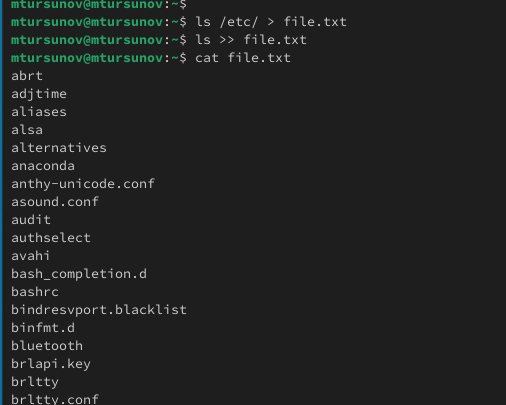 mtursunov@mtursunov:~$
mtursunov@mtursunov:~$ ls /etc/ > file.txt
mtursunov@mtursunov:~$ ls >> file.txt
mtursunov@mtursunov:~$ cat file.txt
abrt
adjtime
aliases
alsa
alternatives
anaconda
anthy-unicode.conf
asound.conf
audit
authselect
avahi
bash_completion.d
bashrc
bindresvport.blacklist
binfmt.d
bluetooth
brlapi.key
brltty
brltty.conf